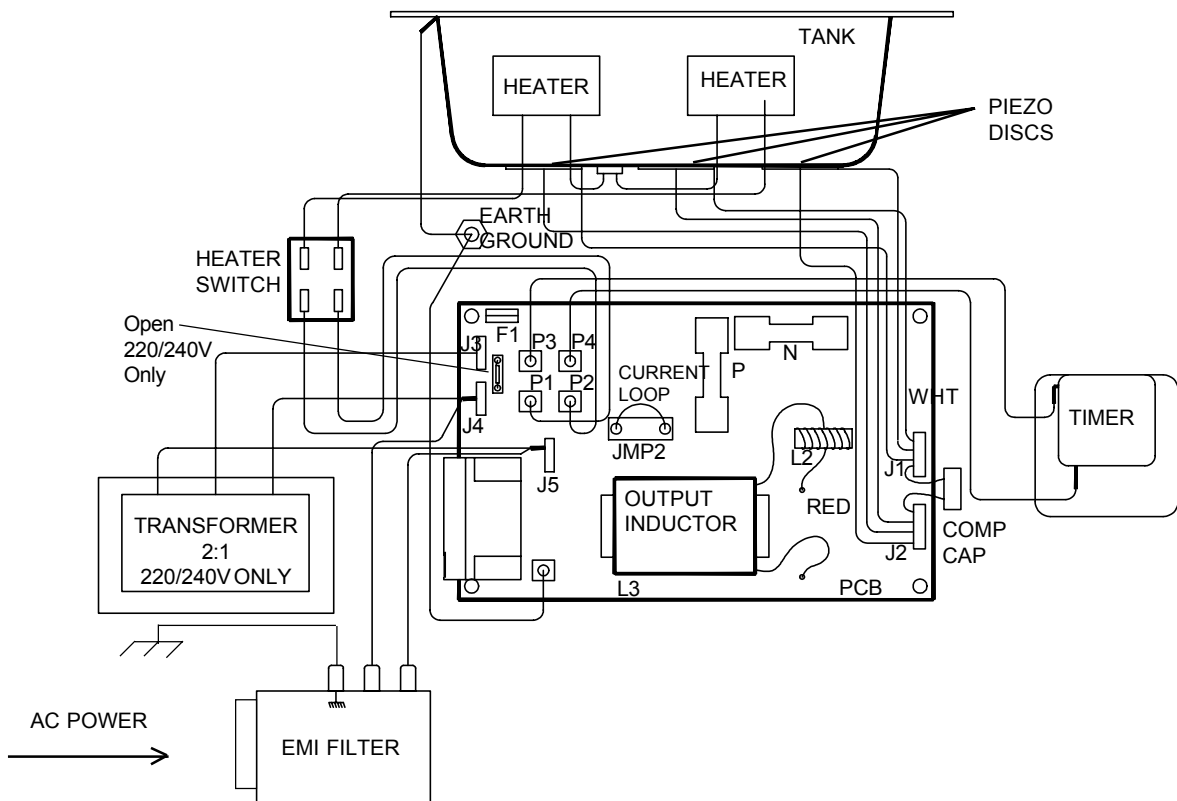 TANK
HEATER
HEATER
PIEZO
DISCS
EARTH
GROUND
HEATER
SWITCH
Open
220/240V
Only
F1
J3
P3
P4
P1
P2
J4
CURRENT
LOOP
JMP2
P
N
WHT
TIMER
L2
J1
J5
OUTPUT
INDUCTOR
RED
COMP
CAP
J2
L3
PCB
TRANSFORMER
2:1
220/240V ONLY
AC POWER
EMI FILTER